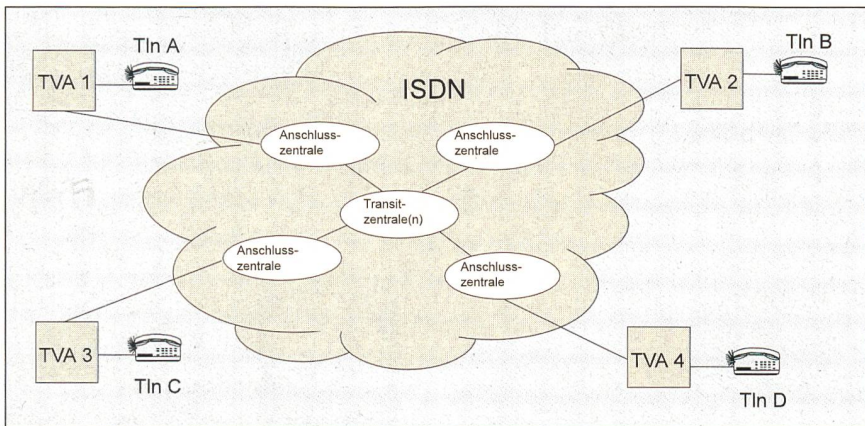 Tln A
TVA 1
Tln B
TVA 2
ISDN
Anschluss-
zentrale
Anschluss-
zentrale
Transit-
zentrale(n)
Anschluss-
zentrale
Anschluss-
zentrale
TVA 3
Tln C
TVA 4
Tln D